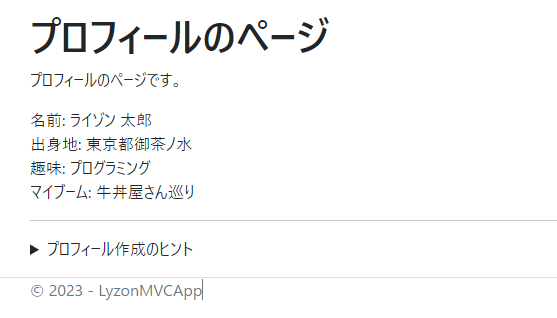 プロフィールのページ
プロフィールのページです。
名前: ライゾン 太郎
出身地: 東京都御茶ノ水
趣味: プログラミング
マイブーム: 牛丼屋さん巡り
▶ プロフィール作成のヒント
© 2023 - LyzonMVCApp